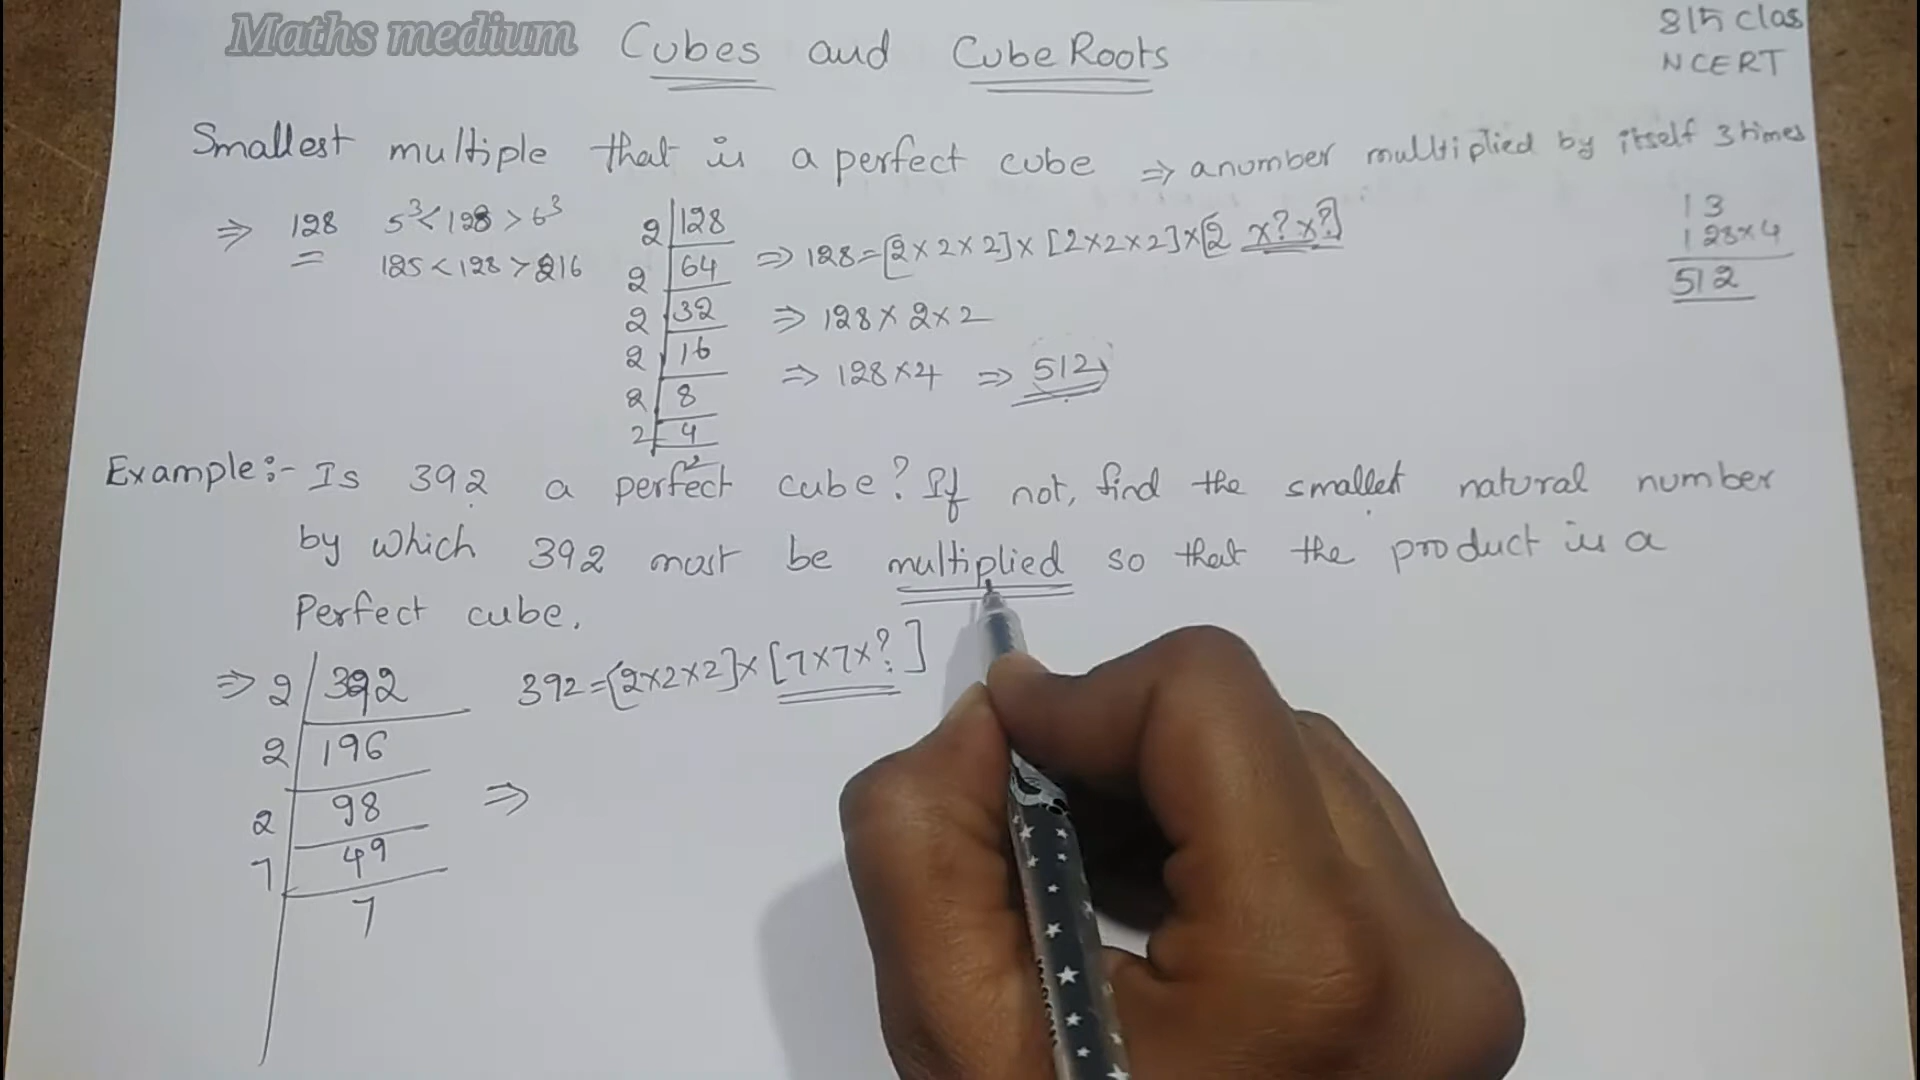 Maths medium
Cubes and Cube Roots
8th Clas
NCERT
Smallest multiple that is a perfect cube ⇒ a number multiplied by itself 3 times
⇒ 128 5³<128>6³
125<128>216
2|128
2|64
2|32
2|16
2|8
2|4
2
⇒ 128=[2×2×2]×[2×2×2]×[2 ×?×?]
⇒ 128×2×2
⇒ 128×4 ⇒ 512
13
128×4
512
Example:- Is 392 a perfect cube? If not, find the smallest natural number
by which 392 must be multiplied so that the product is a
Perfect cube.
⇒ 2|392
2|196
2|98
7|49
7
392=[2×2×2]×[7×7×?]
⇒